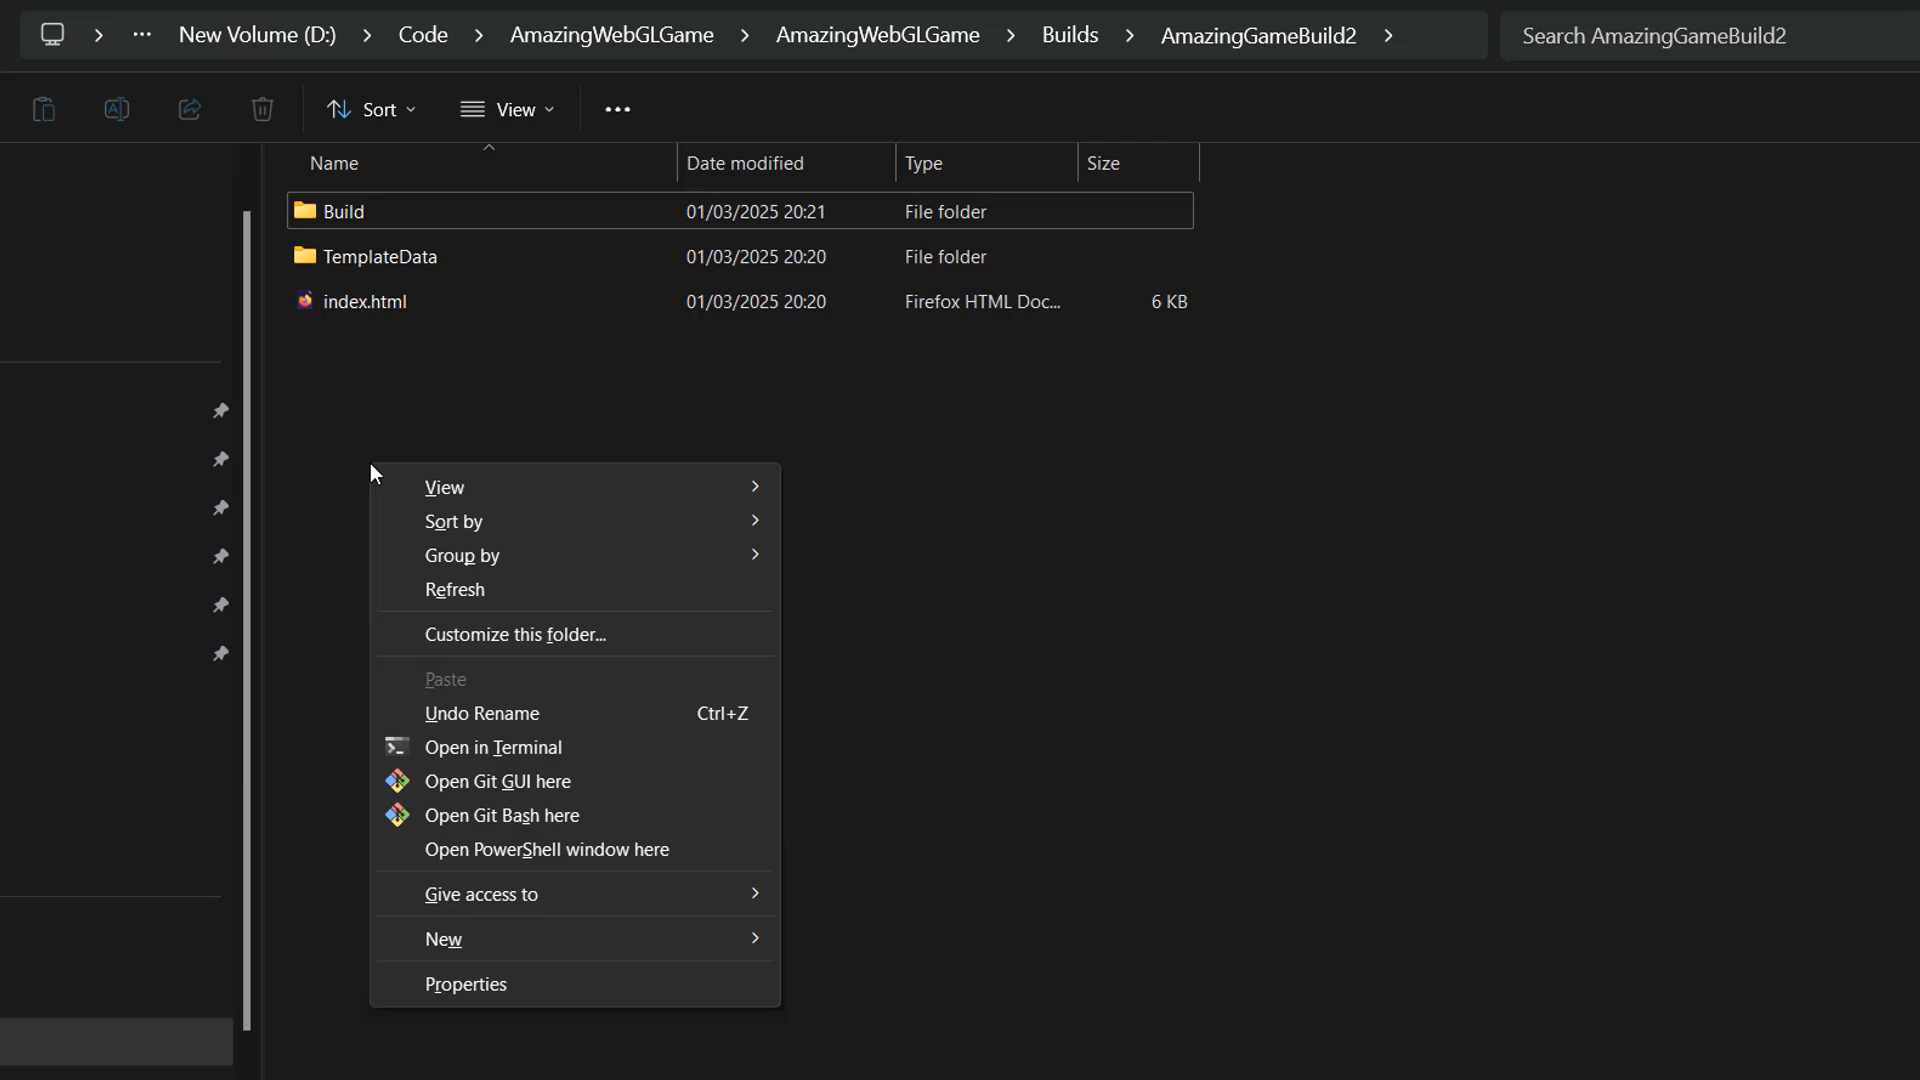 New Volume (D:) > Code > AmazingWebGLGame > AmazingWebGLGame > Builds > AmazingGameBuild2 >
Search AmazingGameBuild2
Sort
View
Name Date modified Type Size
Build 01/03/2025 20:21 File folder
TemplateData 01/03/2025 20:20 File folder
index.html 01/03/2025 20:20 Firefox HTML Doc... 6 KB
View
Sort by
Group by
Refresh
Customize this folder...
Paste
Undo Rename Ctrl+Z
Open in Terminal
Open Git GUI here
Open Git Bash here
Open PowerShell window here
Give access to
New
Properties